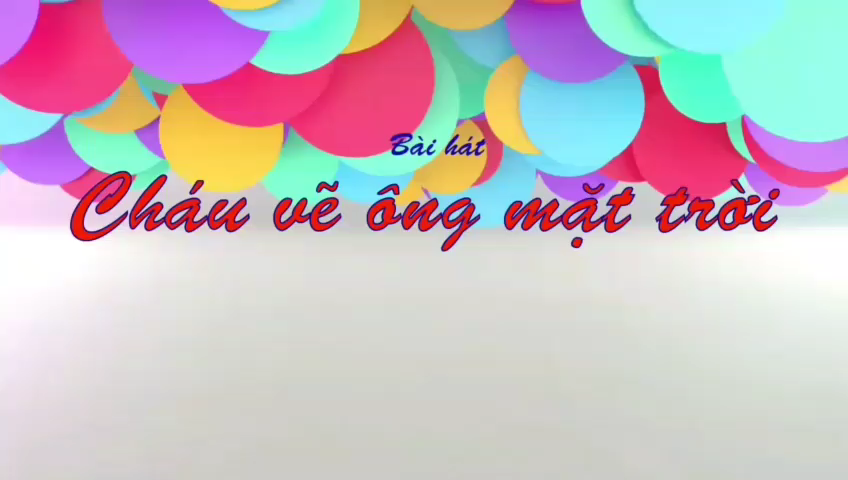 Bài hát
Cháu vẽ ông mặt trời